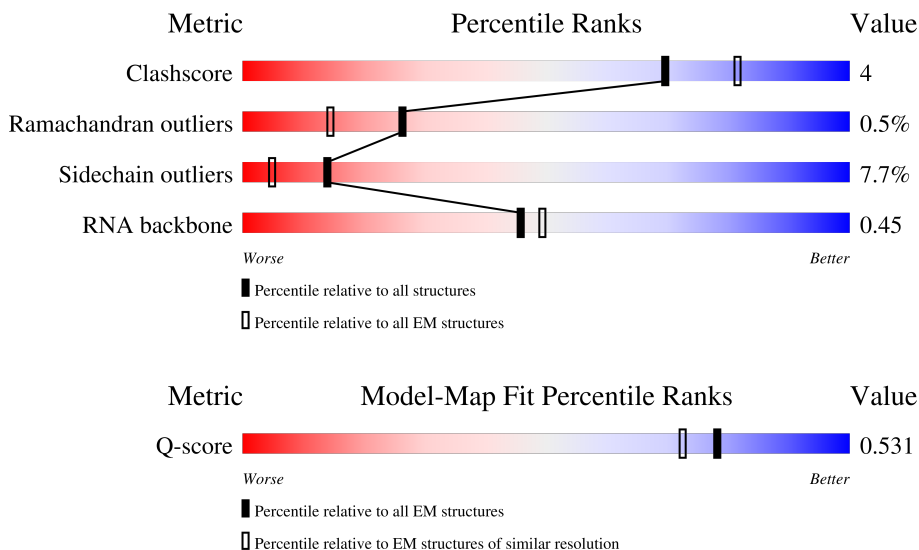 Metric Percentile Ranks Value
Clashscore 4
Ramachandran outliers 0.5%
Sidechain outliers 7.7%
RNA backbone 0.45
Worse Better
Percentile relative to all structures
Percentile relative to all EM structures
Metric Model-Map Fit Percentile Ranks Value
Q-score 0.531
Worse Better
Percentile relative to all EM structures
Percentile relative to EM structures of similar resolution